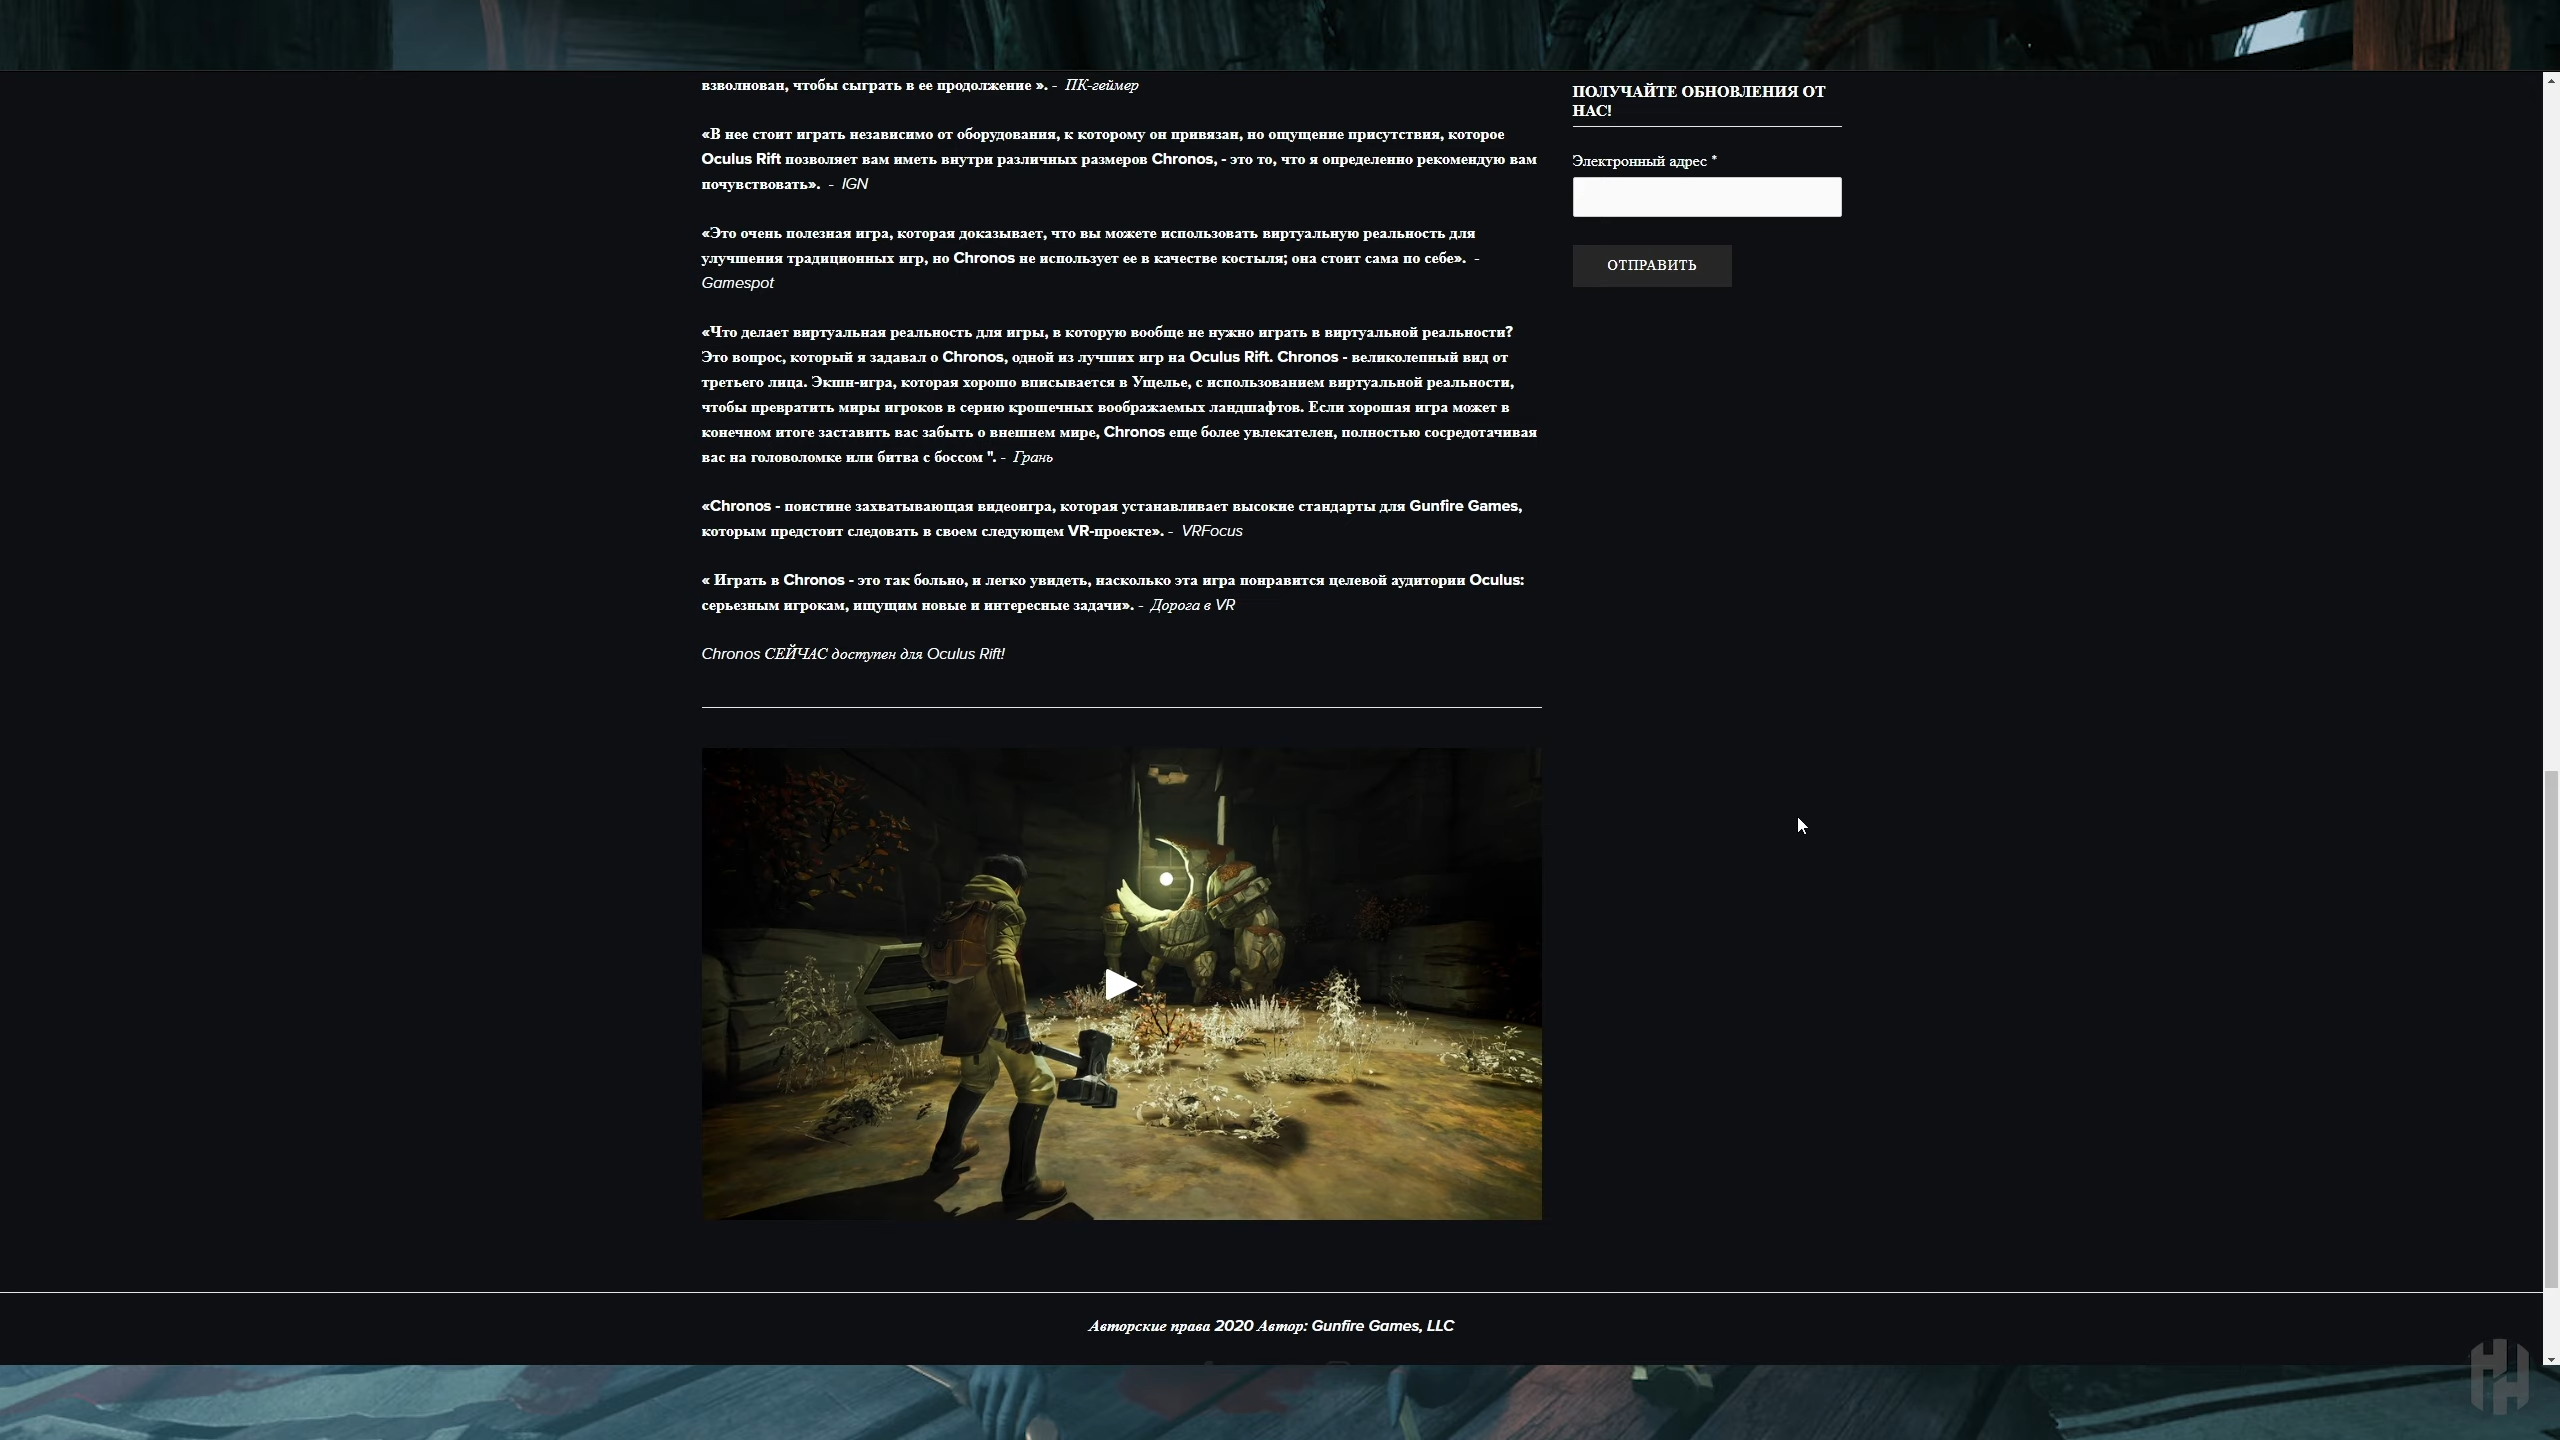 взволнован, чтобы сыграть в ее продолжение ». - ПК-геймер
«В нее стоит играть независимо от оборудования, к которому он привязан, но ощущение присутствия, которое
Oculus Rift позволяет вам иметь внутри различных размеров Chronos, - это то, что я определенно рекомендую вам
почувствовать». - IGN
«Это очень полезная игра, которая доказывает, что вы можете использовать виртуальную реальность для
улучшения традиционных игр, но Chronos не использует ее в качестве костыля; она стоит сама по себе». -
Gamespot
«Что делает виртуальная реальность для игры, в которую вообще не нужно играть в виртуальной реальности?
Это вопрос, который я задавал о Chronos, одной из лучших игр на Oculus Rift. Chronos - великолепный вид от
третьего лица. Экшн-игра, которая хорошо вписывается в Ущелье, с использованием виртуальной реальности,
чтобы превратить миры игроков в серию крошечных воображаемых ландшафтов. Если хорошая игра может в
конечном итоге заставить вас забыть о внешнем мире, Chronos еще более увлекателен, полностью сосредотачивая
вас на головоломке или битва с боссом ". - Грань
«Chronos - поистине захватывающая видеоигра, которая устанавливает высокие стандарты для Gunfire Games,
которым предстоит следовать в своем следующем VR-проекте». - VRFocus
« Играть в Chronos - это так больно, и легко увидеть, насколько эта игра понравится целевой аудитории Oculus:
серьезным игрокам, ищущим новые и интересные задачи». - Дорога в VR
Chronos СЕЙЧАС доступен для Oculus Rift!
ПОЛУЧАЙТЕ ОБНОВЛЕНИЯ ОТ
НАС!
Электронный адрес *
ОТПРАВИТЬ
Авторские права 2020 Автор: Gunfire Games, LLC